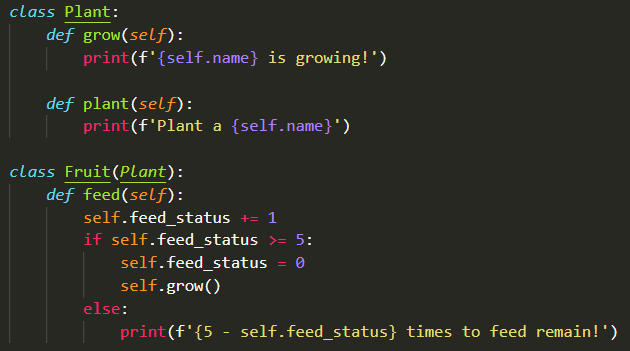 class Plant:
    def grow(self):
        print(f'{self.name} is growing!')

    def plant(self):
        print(f'Plant a {self.name}')

class Fruit(Plant):
    def feed(self):
        self.feed_status += 1
        if self.feed_status >= 5:
            self.feed_status = 0
            self.grow()
        else:
            print(f'{5 - self.feed_status} times to feed remain!')